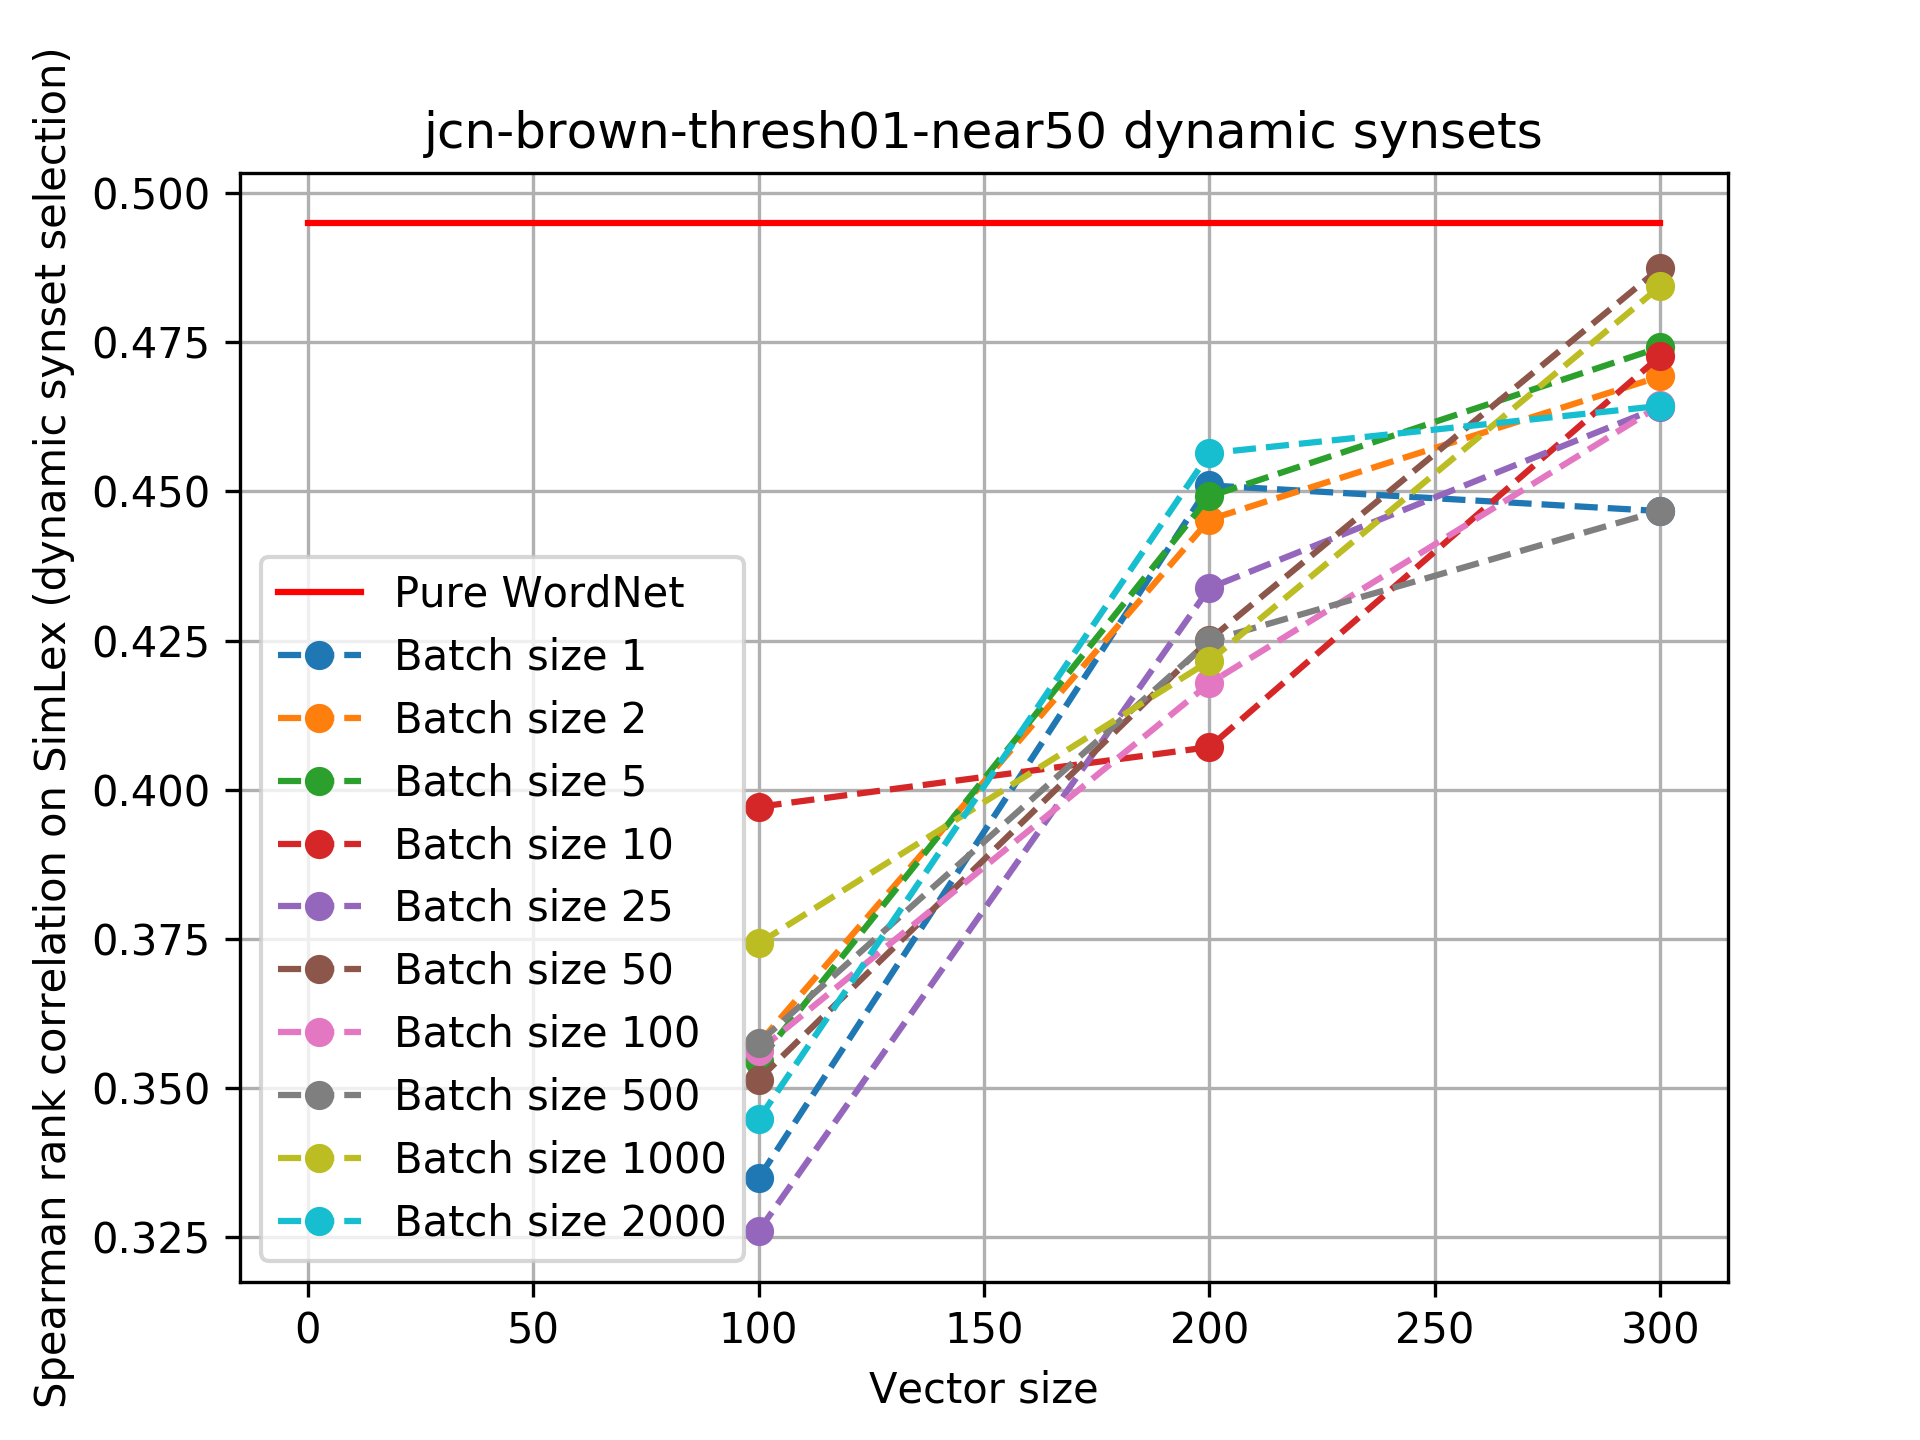 jcn-brown-thresh01-near50 dynamic synsets
Spearman rank correlation on SimLex (dynamic synset selection)
0.500
0.475
0.450
0.425
0.400
0.375
0.350
0.325
Pure WordNet
Batch size 1
Batch size 2
Batch size 5
Batch size 10
Batch size 25
Batch size 50
Batch size 100
Batch size 500
Batch size 1000
Batch size 2000
0 50 100 150 200 250 300
Vector size